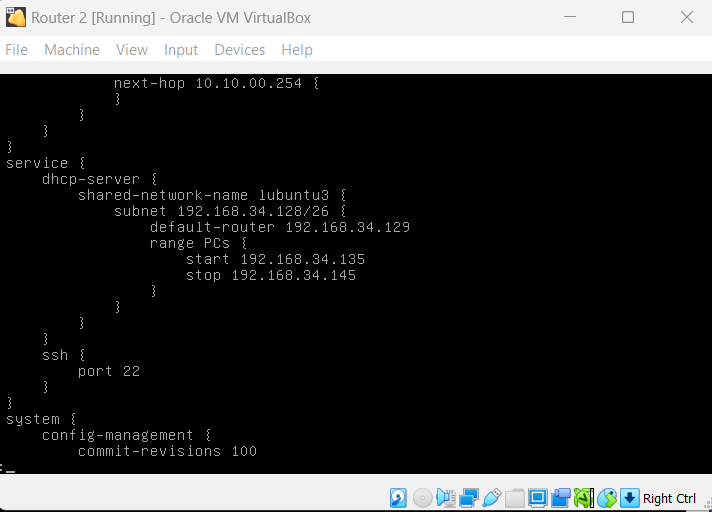 Router 2 [Running] - Oracle VM VirtualBox
File Machine View Input Devices Help
            next-hop 10.10.00.254 {
            }
        }
    }
}
service {
    dhcp-server {
        shared-network-name lubuntu3 {
            subnet 192.168.34.128/26 {
                default-router 192.168.34.129
                range PCs {
                    start 192.168.34.135
                    stop 192.168.34.145
                }
            }
        }
    }
    ssh {
        port 22
    }
}
system {
    config-management {
        commit-revisions 100
:_
Right Ctrl